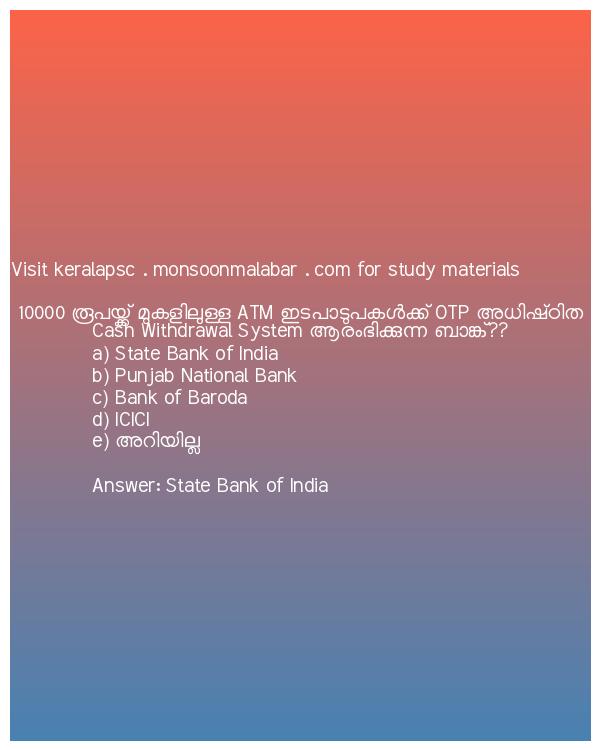 Visit keralapsc . monsoonmalabar . com for study materials
10000 രൂപയ്ക്ക് മുകളിലുള്ള ATM ഇടപാടുപകൾക്ക് OTP അധിഷ്ഠിത
Cash Withdrawal System ആരംഭിക്കുന്ന ബാങ്ക്??
a) State Bank of India
b) Punjab National Bank
c) Bank of Baroda
d) ICICI
e) അറിയില്ല
Answer: State Bank of India